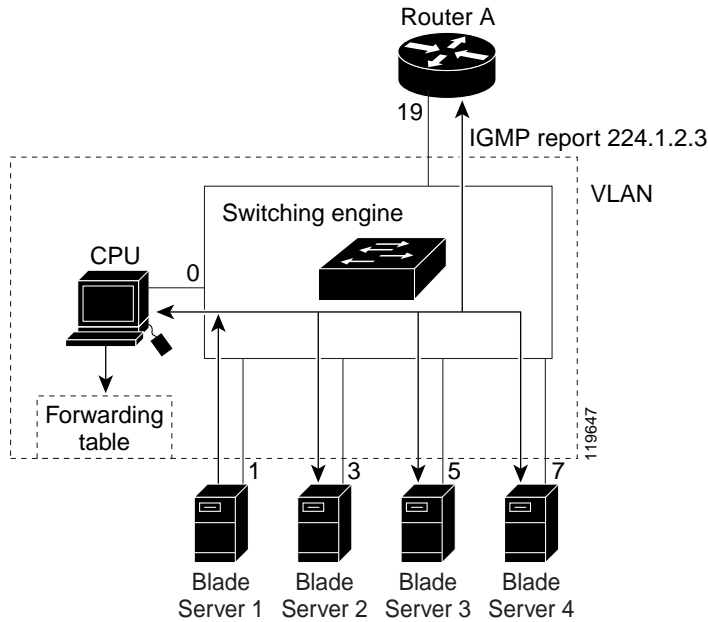 Router A
19
IGMP report 224.1.2.3
VLAN
Switching engine
CPU
0
Forwarding
table
119647
1
3
5
7
Blade
Server 1
Blade
Server 2
Blade
Server 3
Blade
Server 4